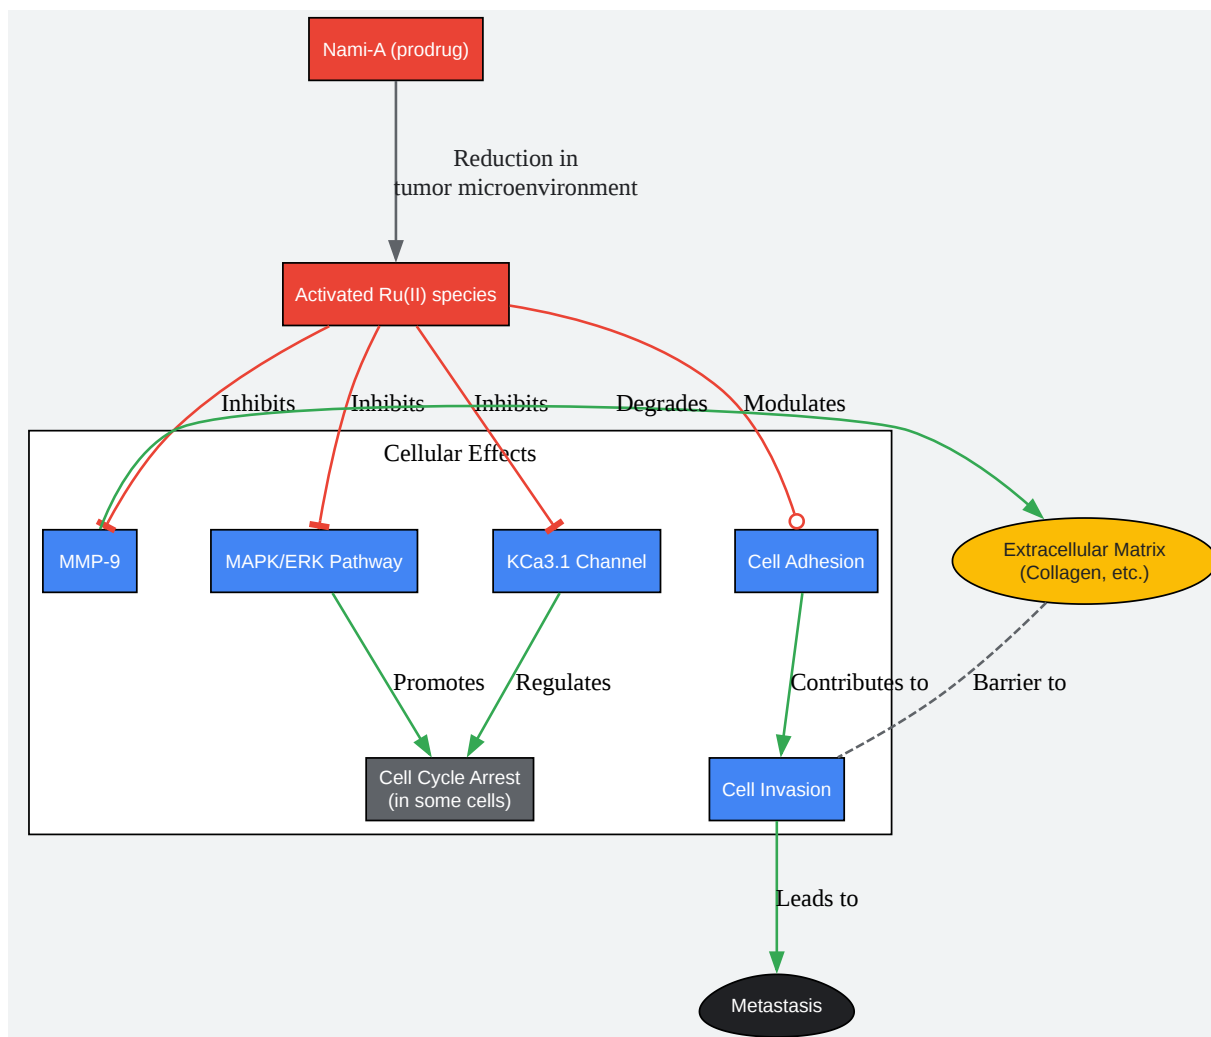 Nami-A (prodrug)
Reduction in
tumor microenvironment
Activated Ru(II) species
Inhibits
Inhibits
Inhibits
Degrades
Modulates
Cellular Effects
MMP-9
MAPK/ERK Pathway
KCa3.1 Channel
Cell Adhesion
Extracellular Matrix
(Collagen, etc.)
Promotes
Regulates
Contributes to
Barrier to
Cell Cycle Arrest
(in some cells)
Cell Invasion
Leads to
Metastasis